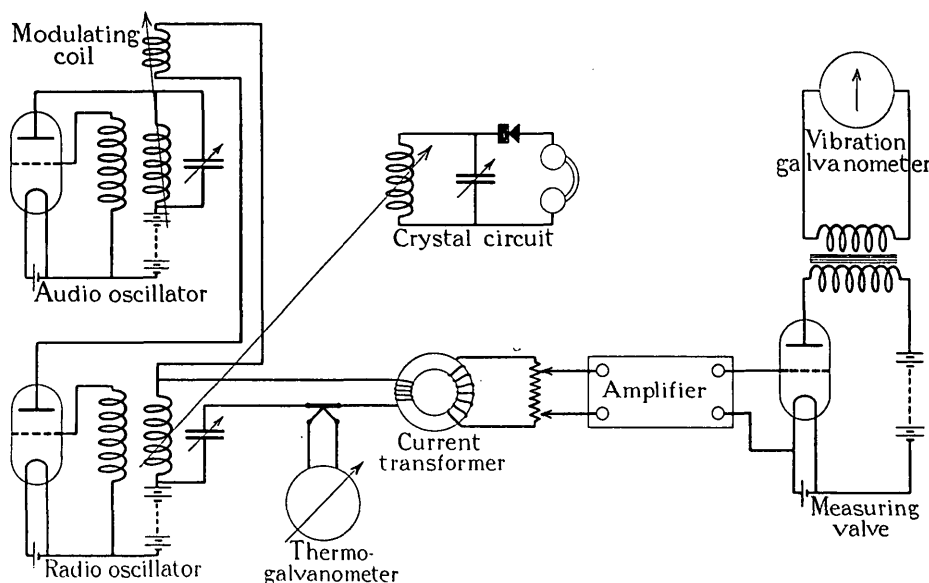 Modulating
coil
Audio oscillator
Crystal circuit
Vibration
galvanometer
Radio oscillator
Current
transformer
Thermo-
galvanometer
Amplifier
Measuring
valve